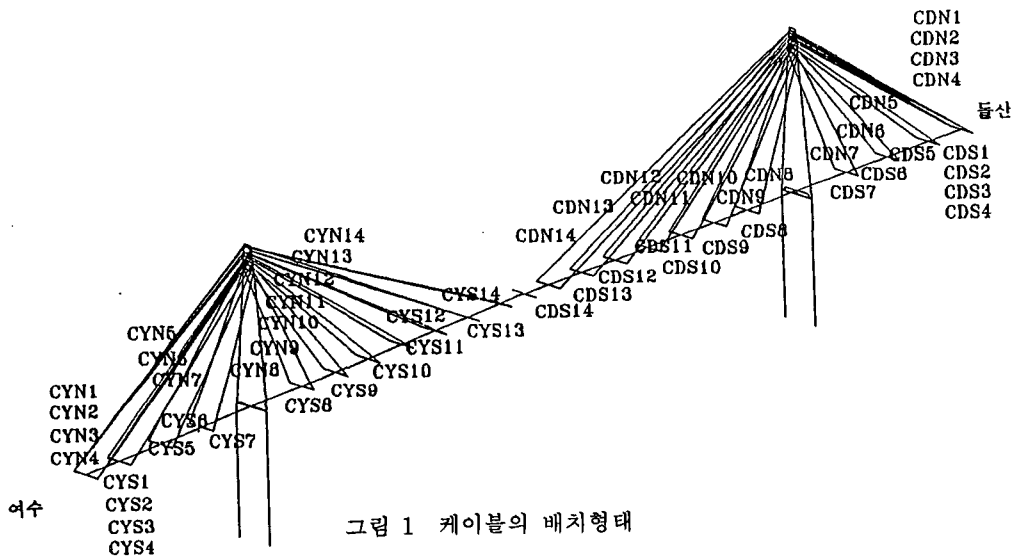 CDN1
CDN2
CDN3
CDN4
CDN5
돌산
CDN6
CDN7
CDS5
CDS1
CDS2
CDS3
CDS4
CDS6
CDS7
CDN12
CDN10
CDN8
CDN11
CDN9
CDN13
CDS8
CDS9
CDN14
CDS11
CDS10
CDS12
CDS13
CDS14
CYN14
CYN13
CYN12
CYN11
CYN10
CYS14
CYS12
CYS13
CYS11
CYN5
CYN6
CYN7
CYN9
CYN8
CYS10
CYS9
CYS8
CYN1
CYN2
CYN3
CYN4
CYS6
CYS5
CYS7
CYS1
CYS2
CYS3
CYS4
여수
그림 1 케이블의 배치형태